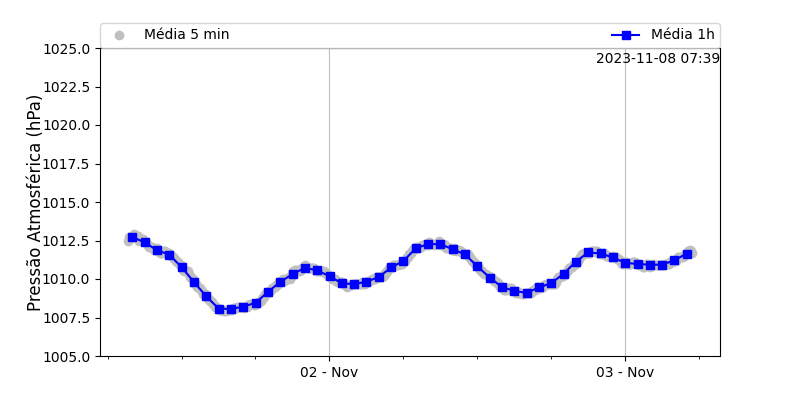 Média 5 min
Média 1h
2023-11-08 07:39
Pressão Atmosférica (hPa)
1025.0
1022.5
1020.0
1017.5
1015.0
1012.5
1010.0
1007.5
1005.0
02 - Nov
03 - Nov